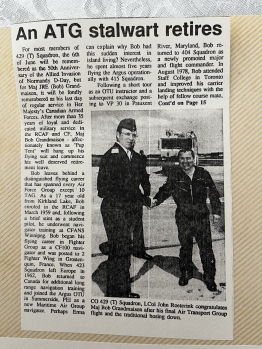 An ATG stalwart retires
For most members of
429 (T) Squadron, the 6th
of June will be remem-
bered as the 50th Anniver-
sary of the Allied Invasion
of Normandy D-Day, but
for Maj JRE (Bob) Grand-
maison, it will be fondly
remembered as his last day
of regular service in Her
Majesty's Canadian Armed
Forces. After more than 35
years of loyal and dedi-
cated military service in
the RCAF and CF, Maj
Bob Grandmaison - affec-
tionately known as "Pep
Test" will hang up his
flying suit and commence
his well deserved retire-
ment leave.
Bob leaves behind a
distinguished flying career
that has spanned every Air
Force Group except 10
TAG. As a 17 year old
from Kirkland Lake, Bob
enrolled in the RCAF in
March 1959 and, following
a brief stint as a student
pilot, he underwent navi-
gator training at CFANS
Winnipeg. Bob began his
flying career in Fighter
Group as a CF100 navi-
gator and was posted to 2
Fighter Wing in Grosten-
quin, France. When 423
Squadron left Europe in
1962, Bob returned to
Canada for additional long
range navigation training
and joined the Argus OTU
in Summerside, PEI as a
new Maritime Air Group
navigator. Perhaps Erma
can explain why Bob had
this sudden interest in
island living? Nevertheless,
he spent almost five years
flying the Argus operation-
ally with 415 Squadron.
Following a short tour
as an OTU instructor and a
subsequent exchange post-
ing to VP 30 in Patuxent
River, Maryland, Bob re-
turned to 404 Squadron as
a newly promoted major
and flight commander. In
August 1978, Bob attended
Staff College in Toronto
and improved his carrier
landing techniques with the
help of fellow course mate,
Cont'd on Page 15
CO 429 (T) Squadron, LCol John Roeterink congratulates
Maj Bob Grandmaison after his final Air Transport Group
flight and the traditional hosing down.